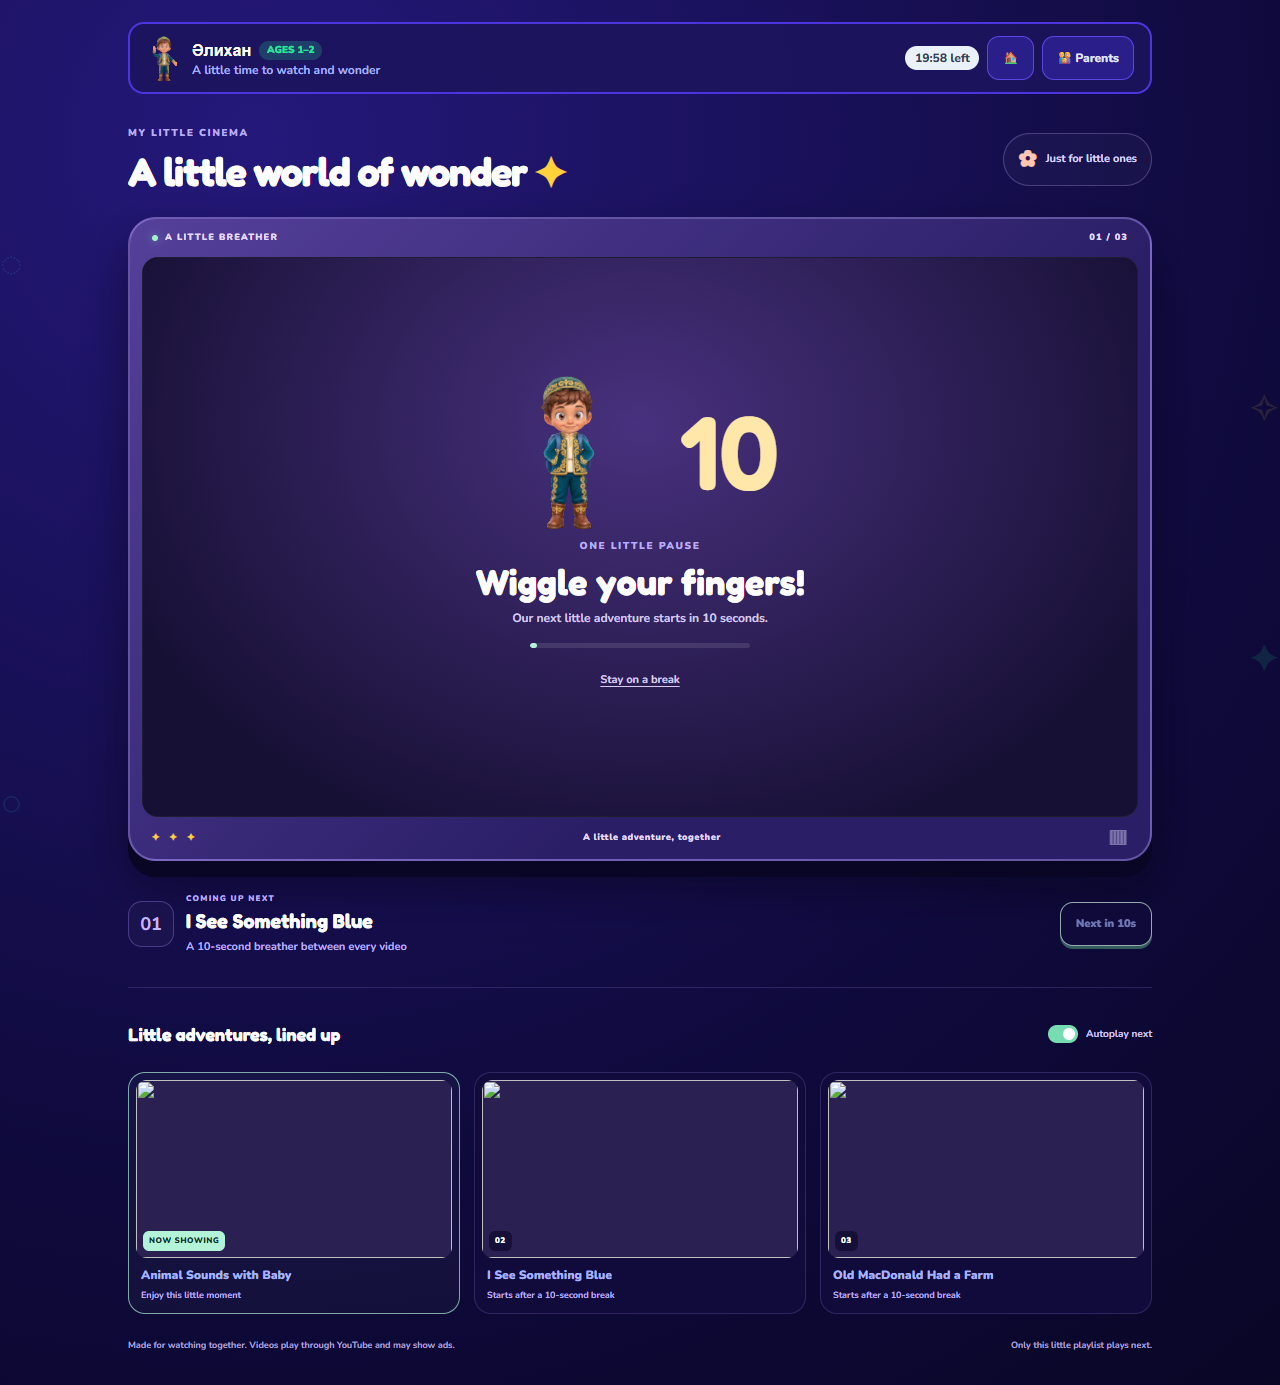 Әлихан AGES 1–2
A little time to watch and wonder
19:58 left
Parents
MY LITTLE CINEMA
A little world of wonder
Just for little ones
A LITTLE BREATHER
01 / 03
10
ONE LITTLE PAUSE
Wiggle your fingers!
Our next little adventure starts in 10 seconds.
Stay on a break
A little adventure, together
01
COMING UP NEXT
I See Something Blue
A 10-second breather between every video
Next in 10s
Little adventures, lined up
Autoplay next
NOW SHOWING
Animal Sounds with Baby
Enjoy this little moment
02
I See Something Blue
Starts after a 10-second break
03
Old MacDonald Had a Farm
Starts after a 10-second break
Made for watching together. Videos play through YouTube and may show ads.
Only this little playlist plays next.